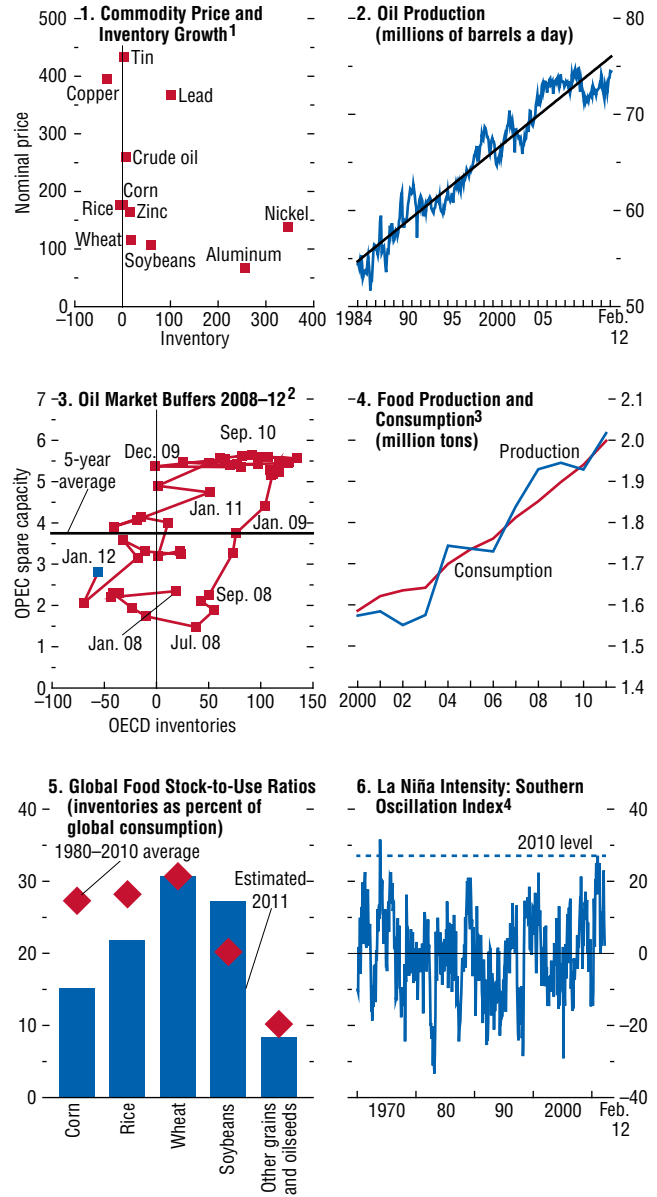 1. Commodity Price and
Inventory Growth1
500
400
300
200
100
0
Nominal price
Tin
Copper
Lead
Crude oil
Corn
Rice
Zinc
Nickel
Wheat
Soybeans
Aluminum
–100 0 100 200 300 400
Inventory
2. Oil Production
(millions of barrels a day)
80
70
60
50
1984 90 95 2000 05 Feb.
12
3. Oil Market Buffers 2008–122
7
6
5
4
3
2
1
0
OPEC spare capacity
Sep. 10
Dec. 09
5-year
average
Jan. 11
Jan. 09
Jan. 12
Sep. 08
Jan. 08
Jul. 08
–100 –50 0 50 100 150
OECD inventories
4. Food Production and
Consumption3
(million tons)
2.1
2.0
1.9
1.8
1.7
1.6
1.5
1.4
Production
Consumption
2000 02 04 06 08 10
5. Global Food Stock-to-Use Ratios
(inventories as percent of
global consumption)
40
30
20
10
0
1980–2010 average
Estimated
2011
Corn
Rice
Wheat
Soybeans
Other grains
and oilseeds
6. La Niña Intensity: Southern
Oscillation Index4
40
20
0
–20
–40
2010 level
1970 80 90 2000 Feb.
12